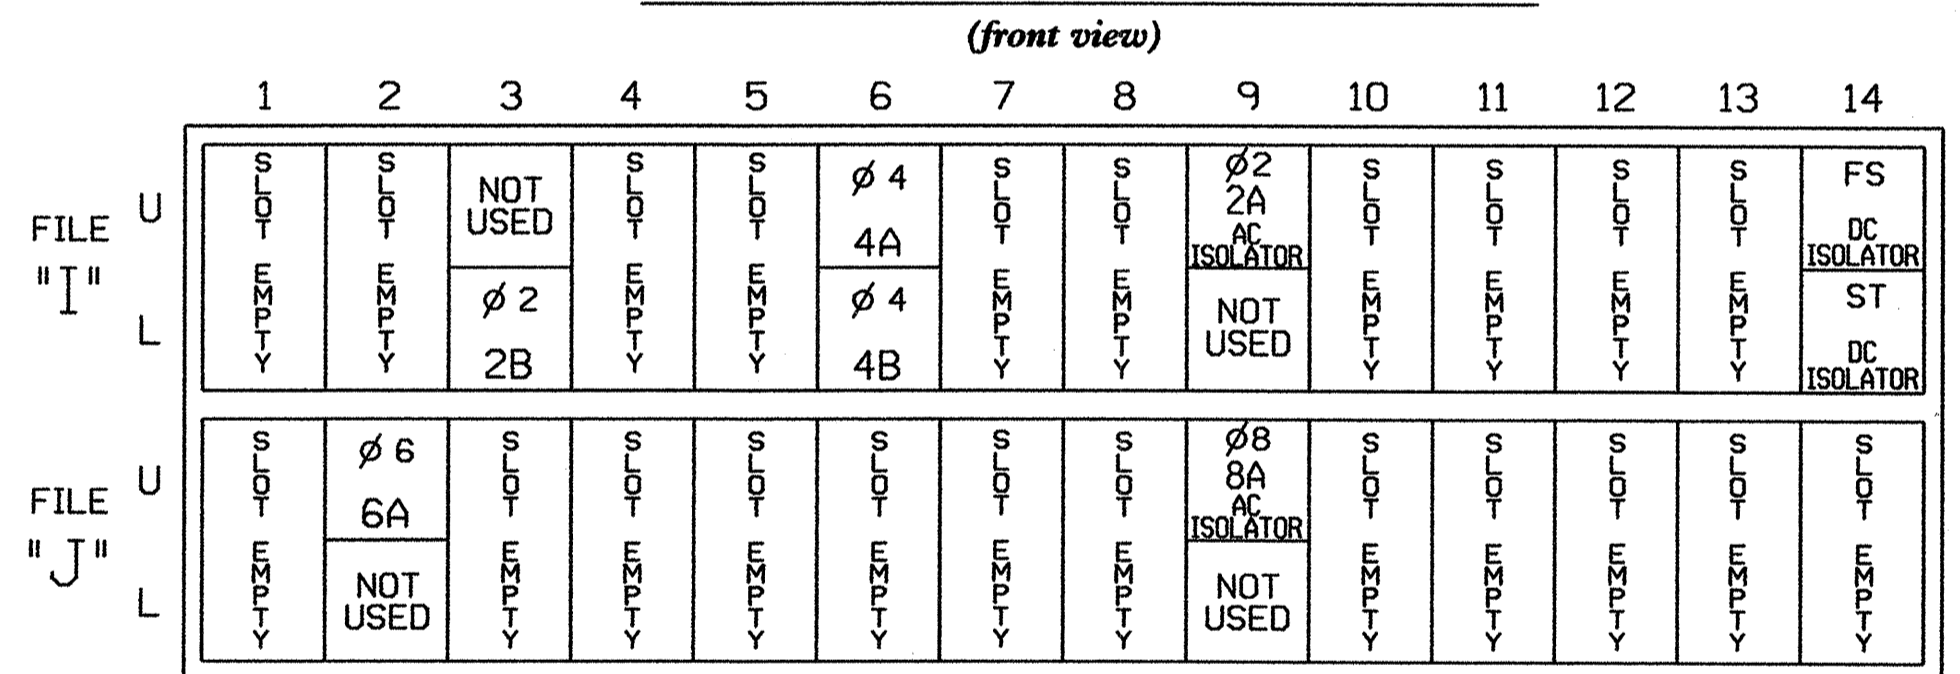 (front view)
1 2 3 4 5 6 7 8 9 10 11 12 13 14
FILE "I"
U
L
SLOT EMPTY
SLOT EMPTY
NOT USED
Ø 2
2B
SLOT EMPTY
SLOT EMPTY
Ø 4
4A
Ø 4
4B
SLOT EMPTY
SLOT EMPTY
Ø2
2A
AC
ISOLATOR
NOT USED
SLOT EMPTY
SLOT EMPTY
SLOT EMPTY
SLOT EMPTY
FS
DC
ISOLATOR
ST
DC
ISOLATOR
FILE "J"
U
L
SLOT EMPTY
Ø 6
6A
NOT USED
SLOT EMPTY
SLOT EMPTY
SLOT EMPTY
SLOT EMPTY
SLOT EMPTY
SLOT EMPTY
Ø8
8A
AC
ISOLATOR
NOT USED
SLOT EMPTY
SLOT EMPTY
SLOT EMPTY
SLOT EMPTY
SLOT EMPTY